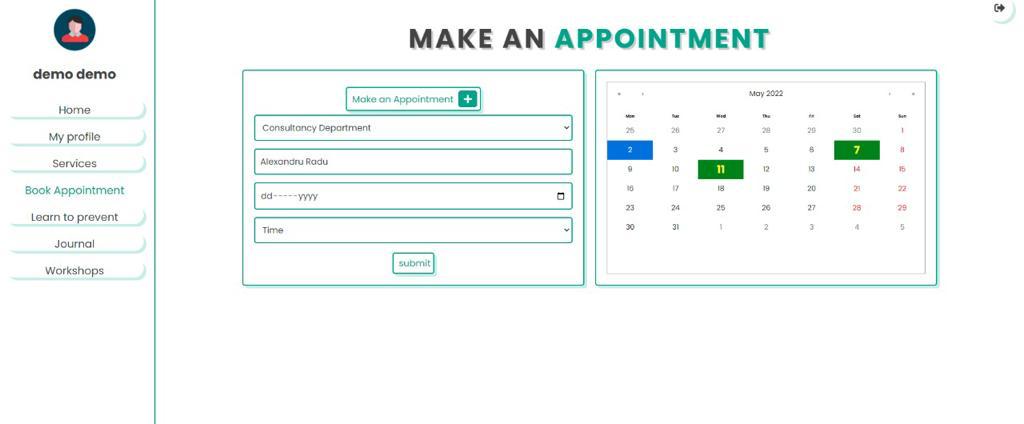 MAKE AN APPOINTMENT
demo demo
Home
My profile
Services
Book Appointment
Learn to prevent
Journal
Workshops
Make an Appointment +
Consultancy Department
Alexandru Radu
dd-----yyyy
Time
submit
« ‹ May 2022 › »
Mon Tue Wed Thu Fri Sat Sun
25 26 27 28 29 30 1
2 3 4 5 6 7 8
9 10 11 12 13 14 15
16 17 18 19 20 21 22
23 24 25 26 27 28 29
30 31 1 2 3 4 5